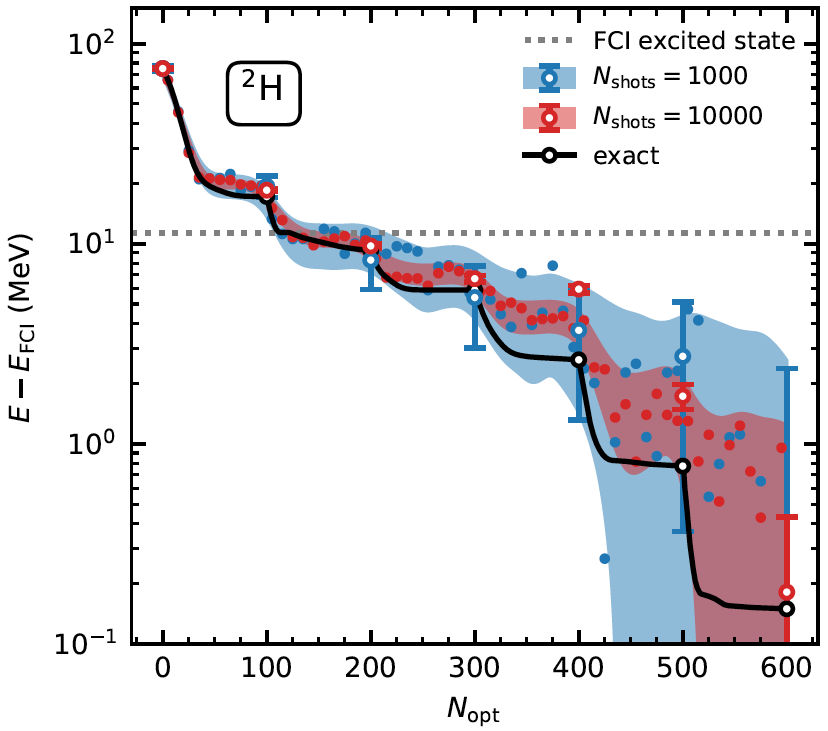 10²
10¹
10⁰
10⁻¹
E − E_FCI (MeV)
²H
FCI excited state
N_shots = 1000
N_shots = 10000
exact
0 100 200 300 400 500 600
N_opt